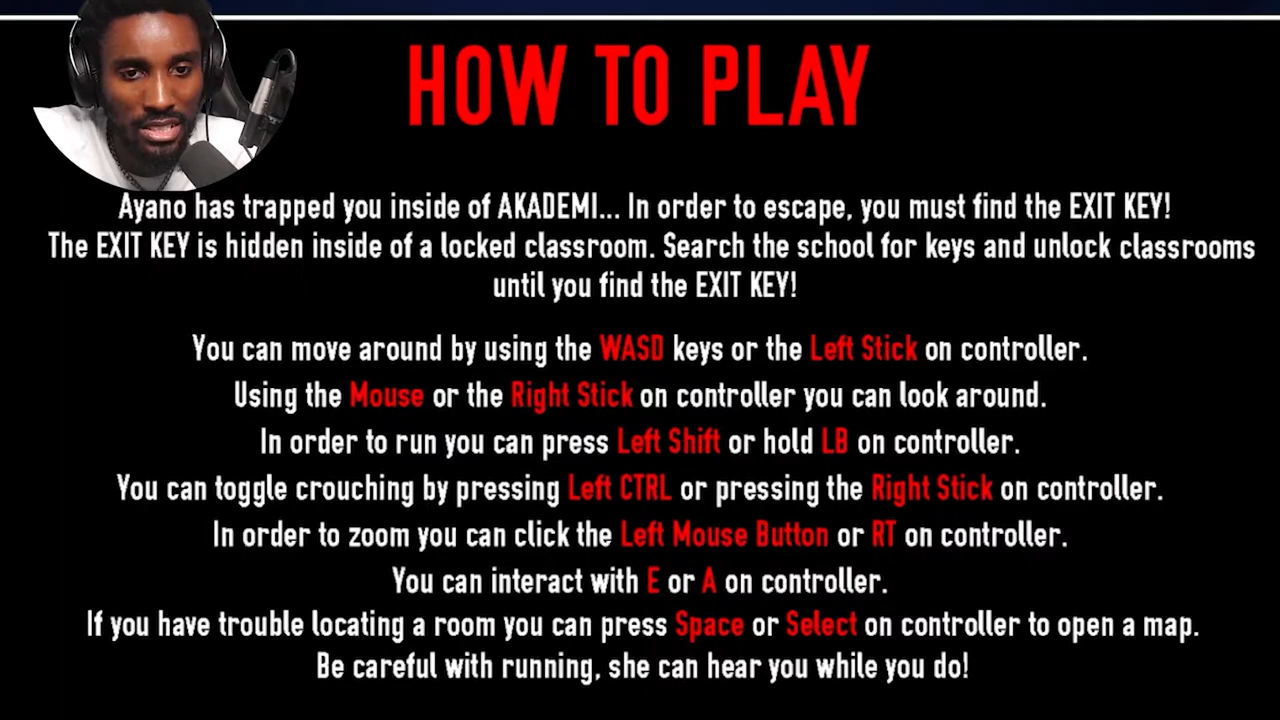 HOW TO PLAY
Ayano has trapped you inside of AKADEMI... In order to escape, you must find the EXIT KEY!
The EXIT KEY is hidden inside of a locked classroom. Search the school for keys and unlock classrooms
until you find the EXIT KEY!
You can move around by using the WASD keys or the Left Stick on controller.
Using the Mouse or the Right Stick on controller you can look around.
In order to run you can press Left Shift or hold LB on controller.
You can toggle crouching by pressing Left CTRL or pressing the Right Stick on controller.
In order to zoom you can click the Left Mouse Button or RT on controller.
You can interact with E or A on controller.
If you have trouble locating a room you can press Space or Select on controller to open a map.
Be careful with running, she can hear you while you do!